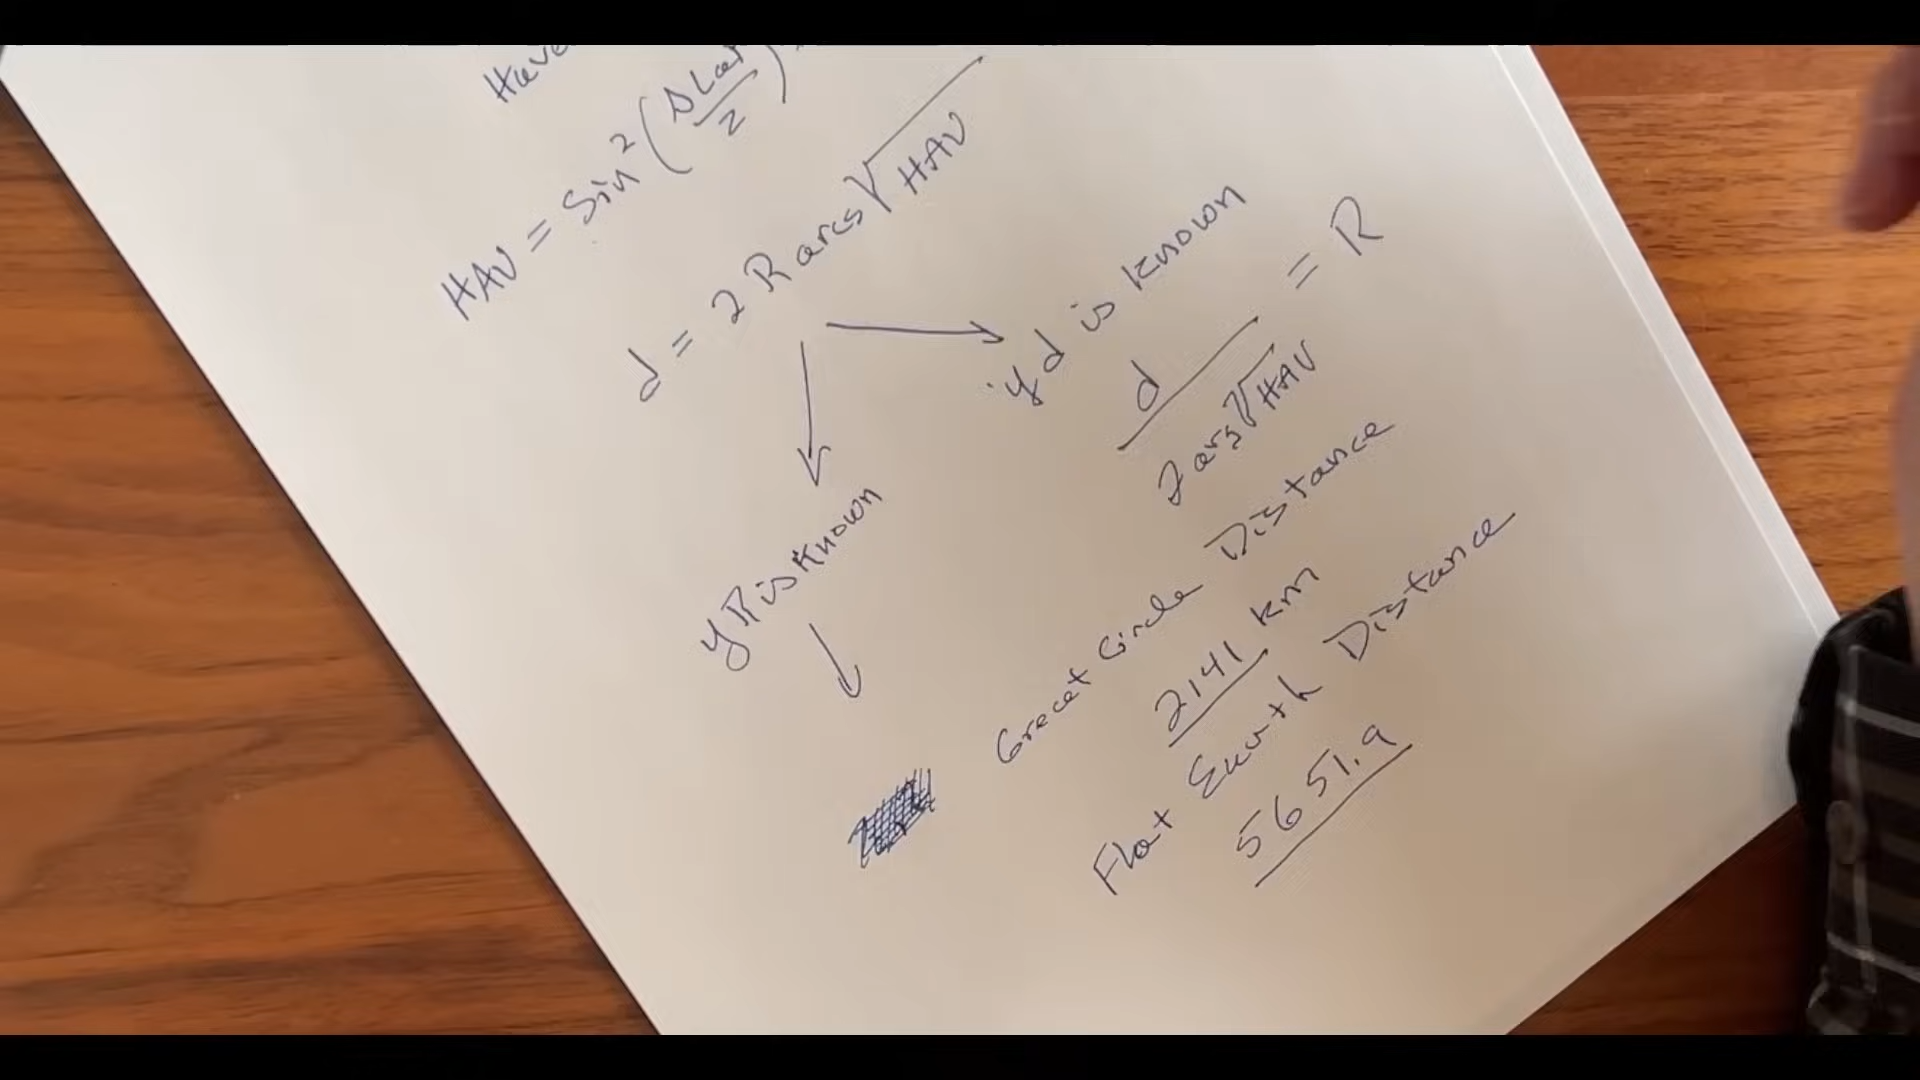 Have
HAV = Sin²(ΔLat/2)
d = 2 R arcs√HAV
if d is known
d / 2 arcs√HAV = R
if R is known
Great Circle Distance
2141 km
Flat Earth Distance
5651.9